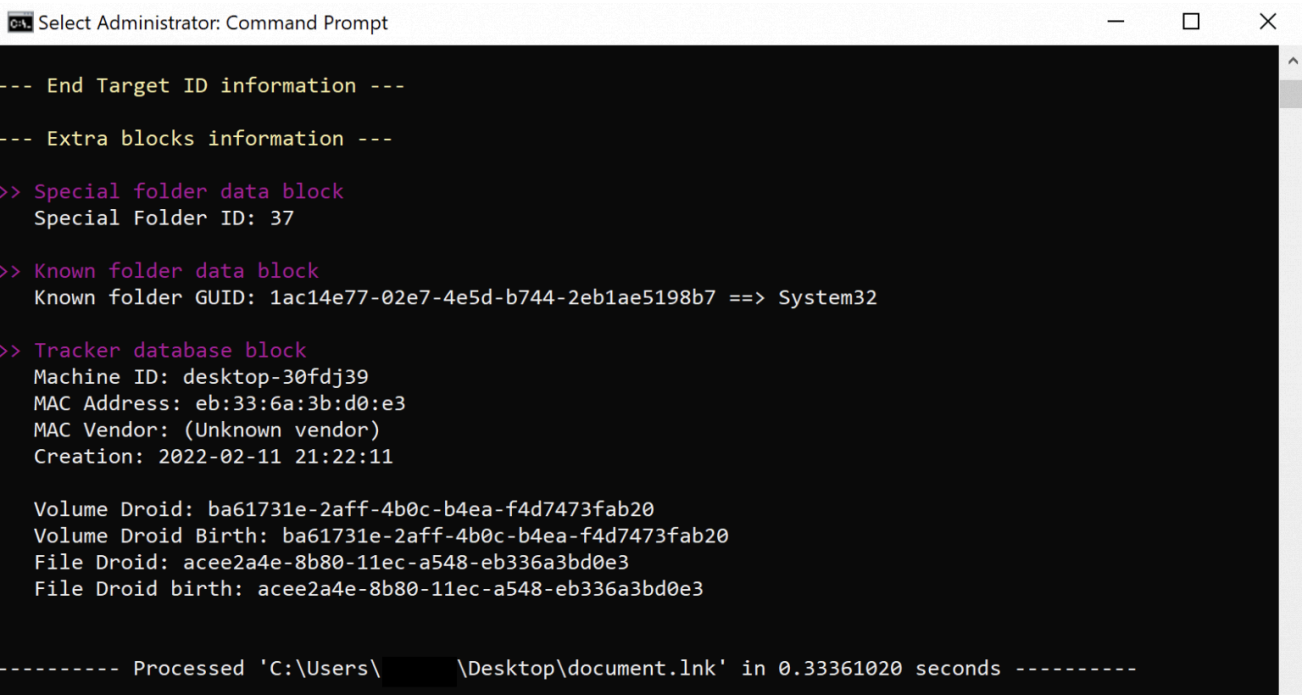 Select Administrator: Command Prompt
--- End Target ID information ---
--- Extra blocks information ---
>> Special folder data block
Special Folder ID: 37
>> Known folder data block
Known folder GUID: 1ac14e77-02e7-4e5d-b744-2eb1ae5198b7 ==> System32
>> Tracker database block
Machine ID: desktop-30fdj39
MAC Address: eb:33:6a:3b:d0:e3
MAC Vendor: (Unknown vendor)
Creation: 2022-02-11 21:22:11
Volume Droid: ba61731e-2aff-4b0c-b4ea-f4d7473fab20
Volume Droid Birth: ba61731e-2aff-4b0c-b4ea-f4d7473fab20
File Droid: acee2a4e-8b80-11ec-a548-eb336a3bd0e3
File Droid birth: acee2a4e-8b80-11ec-a548-eb336a3bd0e3
---------- Processed 'C:\Users\ \Desktop\document.lnk' in 0.33361020 seconds ----------